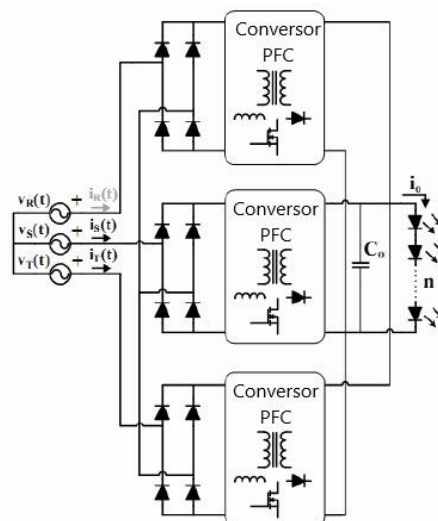 Conversor
PFC
v_R(t)
+
i_R(t)
v_S(t)
+
i_S(t)
v_T(t)
+
i_T(t)
Conversor
PFC
C_o
i_o
n
Conversor
PFC